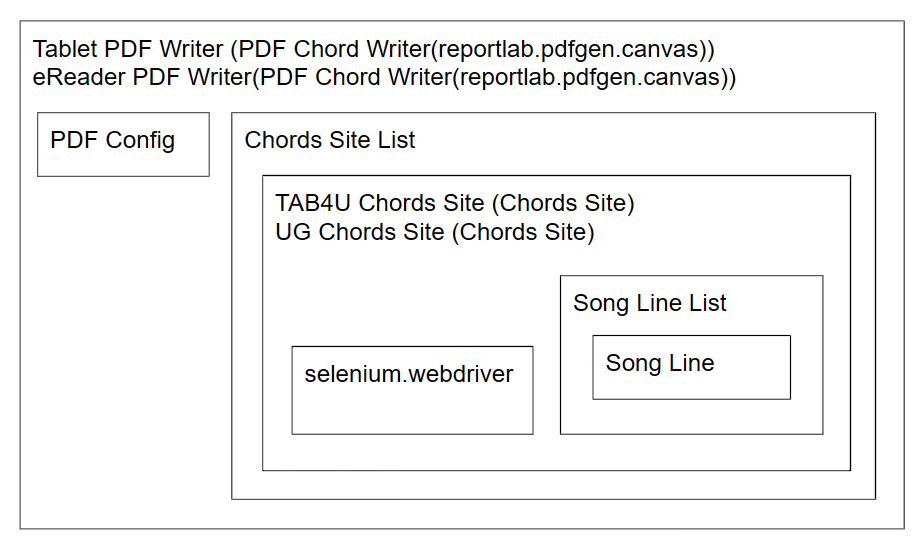 Tablet PDF Writer (PDF Chord Writer(reportlab.pdfgen.canvas))
eReader PDF Writer(PDF Chord Writer(reportlab.pdfgen.canvas))
PDF Config
Chords Site List
TAB4U Chords Site (Chords Site)
UG Chords Site (Chords Site)
selenium.webdriver
Song Line List
Song Line